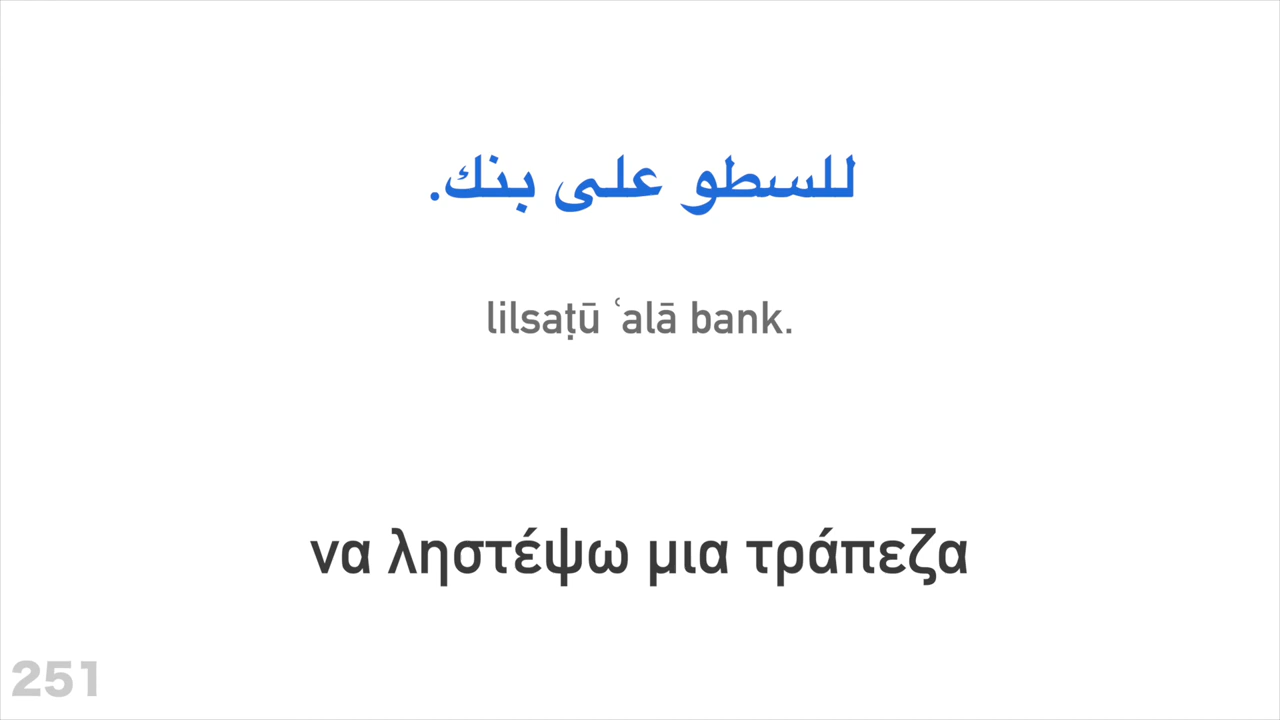 للسطو على بنك.
lilsaṭū ʿalā bank.
να ληστέψω μια τράπεζα
251